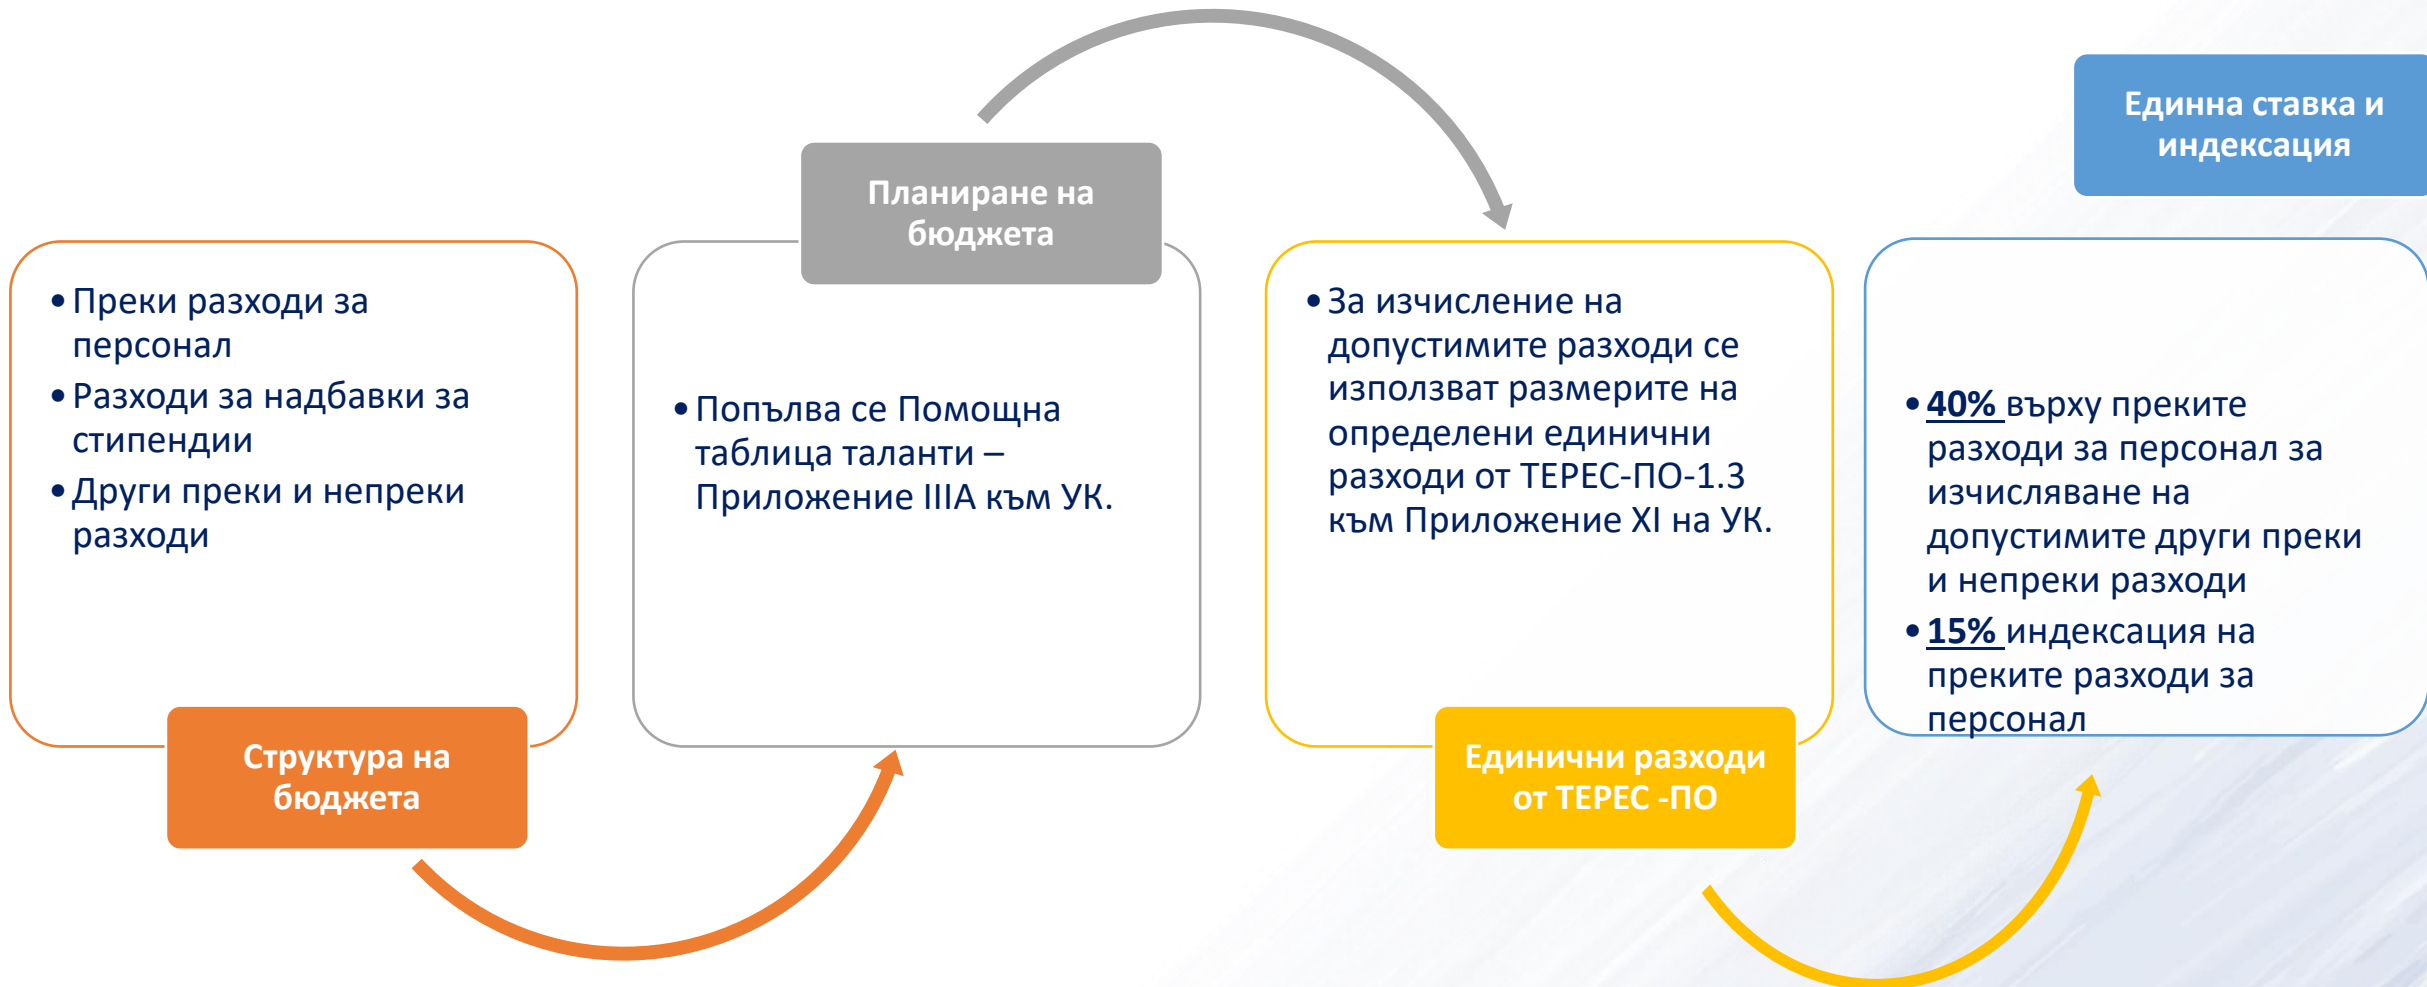 • Преки разходи за
персонал
• Разходи за надбавки за
стипендии
• Други преки и непреки
разходи
Структура на
бюджета
Планиране на
бюджета
• Попълва се Помощна
таблица таланти –
Приложение IIIА към УК.
• За изчисление на
допустимите разходи се
използват размерите на
определени единични
разходи от ТЕРЕС-ПО-1.3
към Приложение XI на УК.
Единични разходи
от ТЕРЕС -ПО
Единна ставка и
индексация
• 40% върху преките
разходи за персонал за
изчисляване на
допустимите други преки
и непреки разходи
• 15% индексация на
преките разходи за
персонал